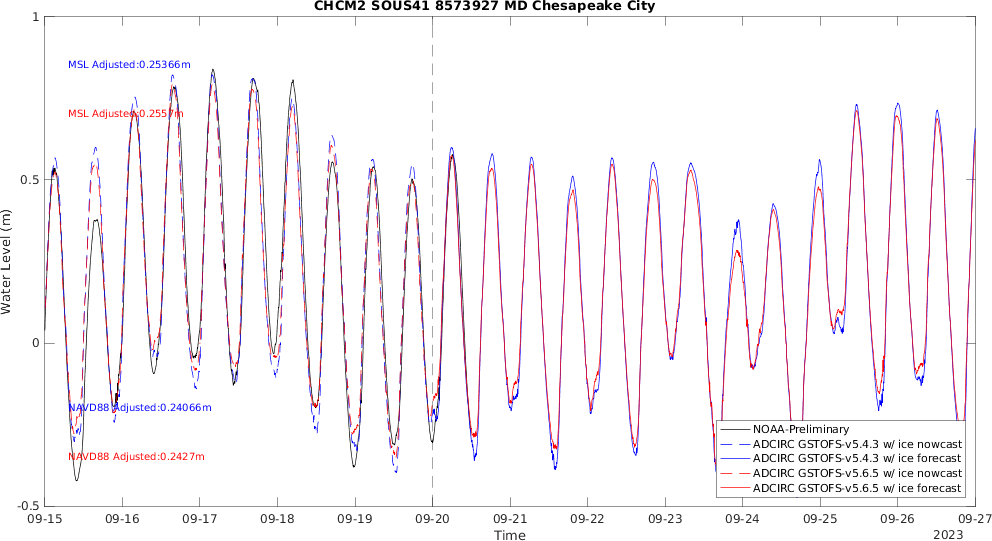 CHCM2 SOUS41 8573927 MD Chesapeake City
1
MSL Adjusted:0.25366m
MSL Adjusted:0.2557m
0.5
Water Level (m)
0
NAVD88 Adjusted:0.24066m
NAVD88 Adjusted:0.2427m
NOAA-Preliminary
ADCIRC GSTOFS-v5.4.3 w/ ice nowcast
ADCIRC GSTOFS-v5.4.3 w/ ice forecast
ADCIRC GSTOFS-v5.6.5 w/ ice nowcast
ADCIRC GSTOFS-v5.6.5 w/ ice forecast
-0.5
09-15 09-16 09-17 09-18 09-19 09-20 09-21 09-22 09-23 09-24 09-25 09-26 09-27
Time
2023